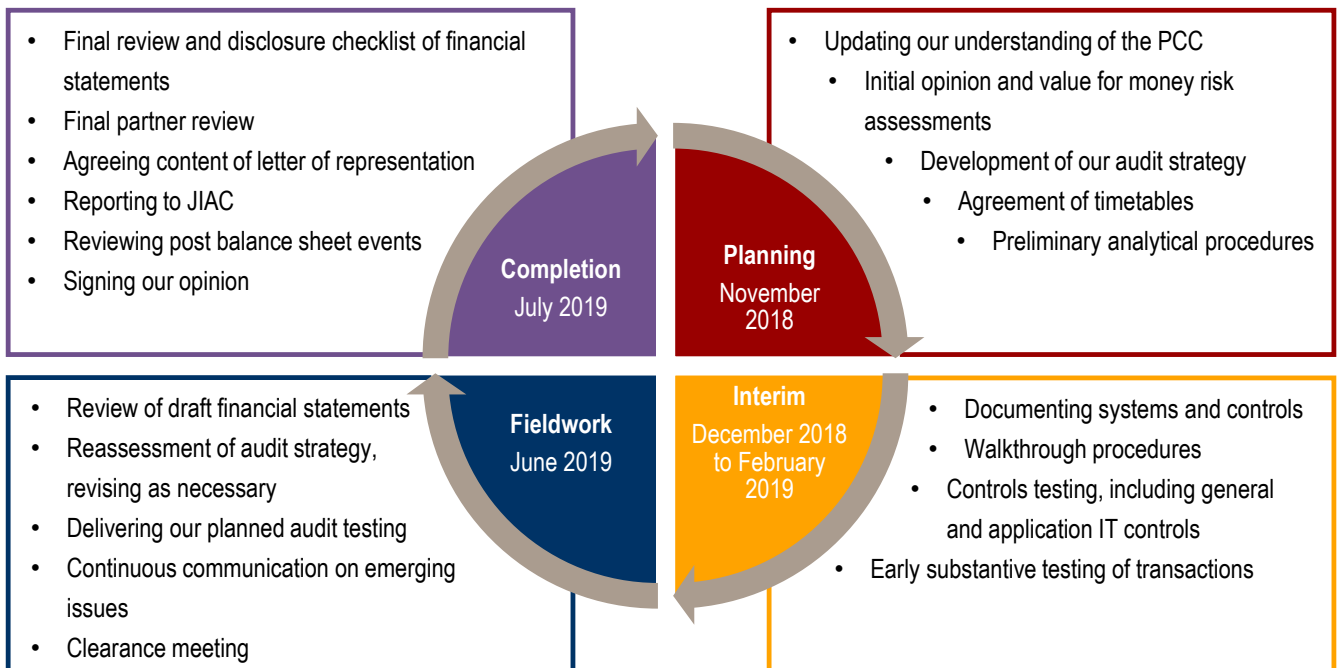 • Final review and disclosure checklist of financial
statements
• Final partner review
• Agreeing content of letter of representation
• Reporting to JIAC
• Reviewing post balance sheet events
• Signing our opinion
Completion
July 2019
• Updating our understanding of the PCC
• Initial opinion and value for money risk
assessments
• Development of our audit strategy
• Agreement of timetables
• Preliminary analytical procedures
Planning
November
2018
• Review of draft financial statements
• Reassessment of audit strategy,
revising as necessary
• Delivering our planned audit testing
• Continuous communication on emerging
issues
• Clearance meeting
Fieldwork
June 2019
Interim
December 2018
to February
2019
• Documenting systems and controls
• Walkthrough procedures
• Controls testing, including general
and application IT controls
• Early substantive testing of transactions